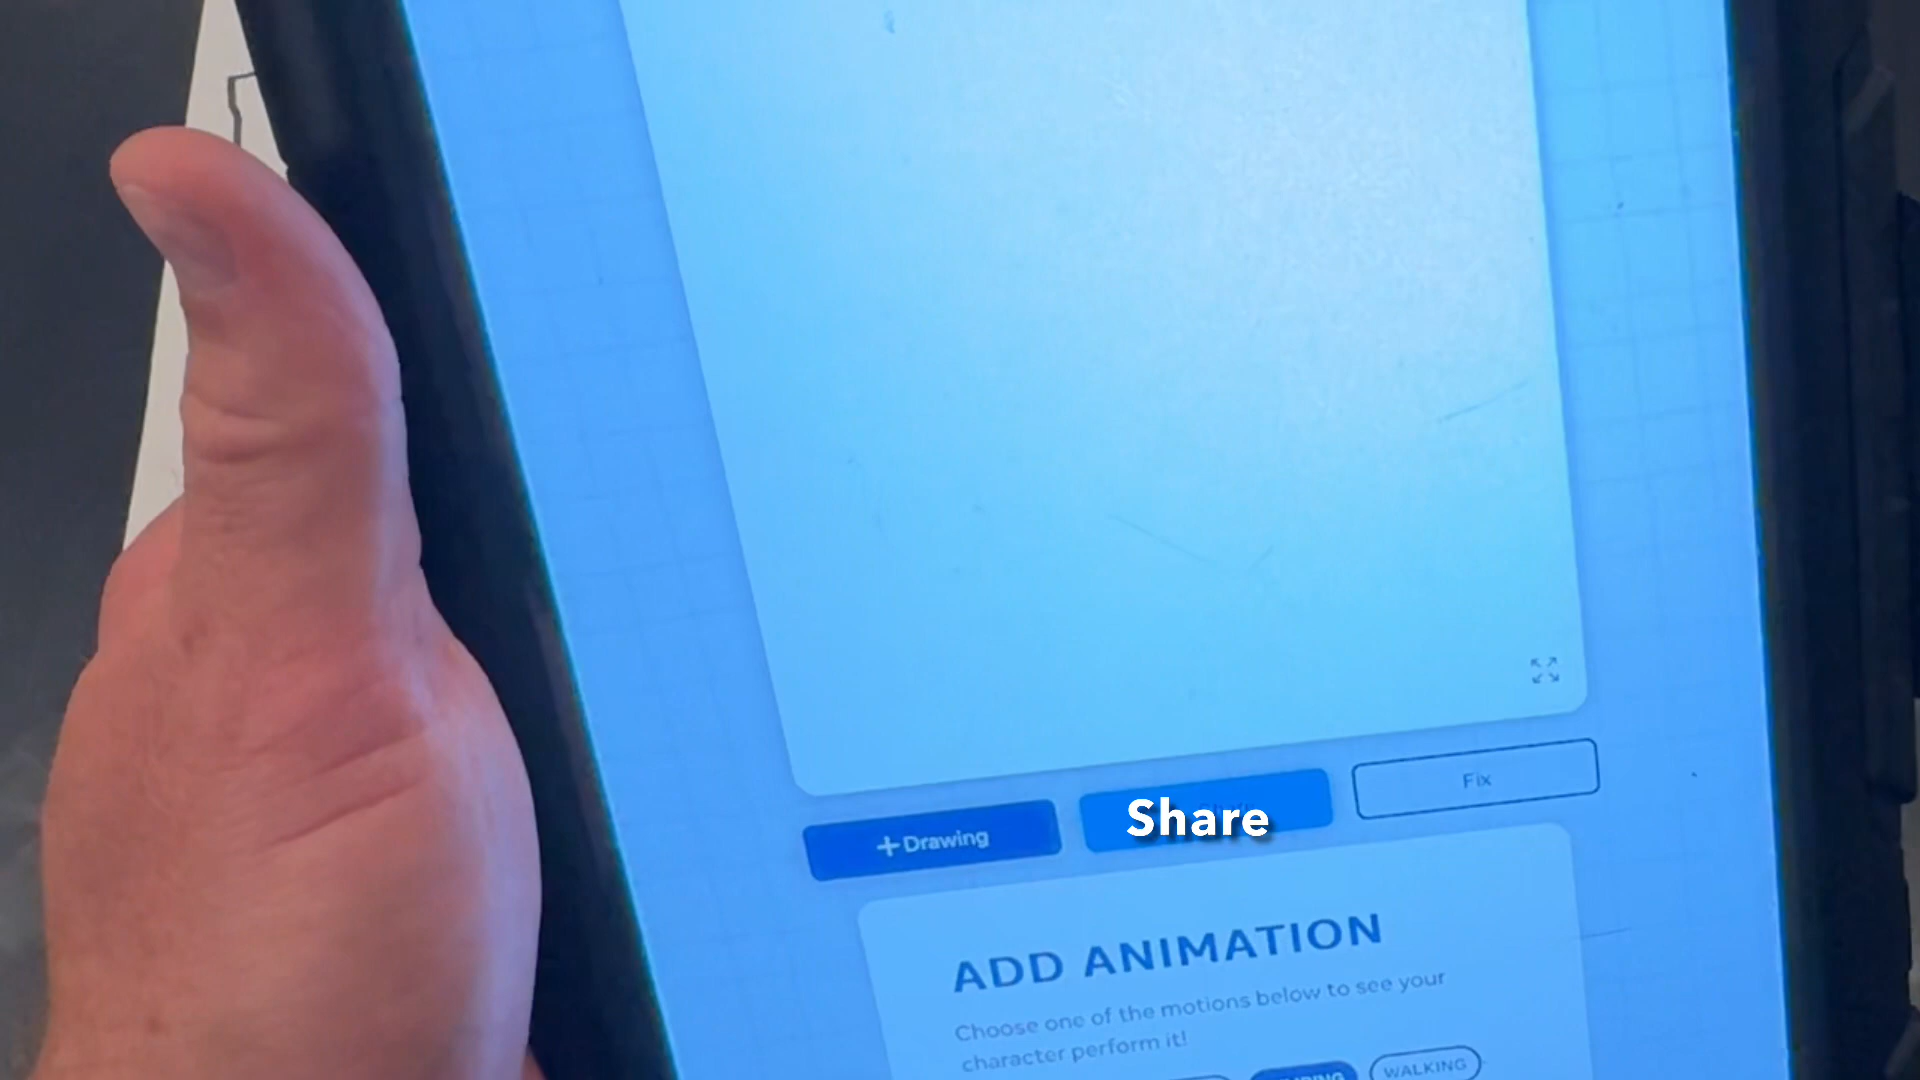 Fix
Share
+Drawing
ADD ANIMATION
Choose one of the motions below to see your
character perform it!
WALKING